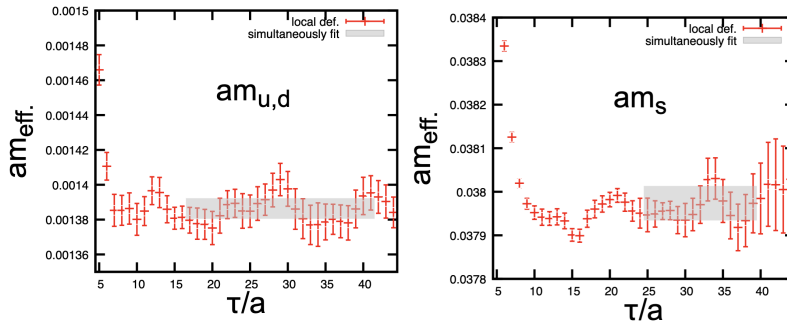 0.0015
0.00148
0.00146
0.00144
0.00142
0.0014
0.00138
0.00136
am_eff.
local def.
simultaneously fit
am_u,d
5 10 15 20 25 30 35 40
τ/a
0.0384
0.0383
0.0382
0.0381
0.038
0.0379
0.0378
am_eff.
local def.
simultaneously fit
am_s
5 10 15 20 25 30 35 40
τ/a